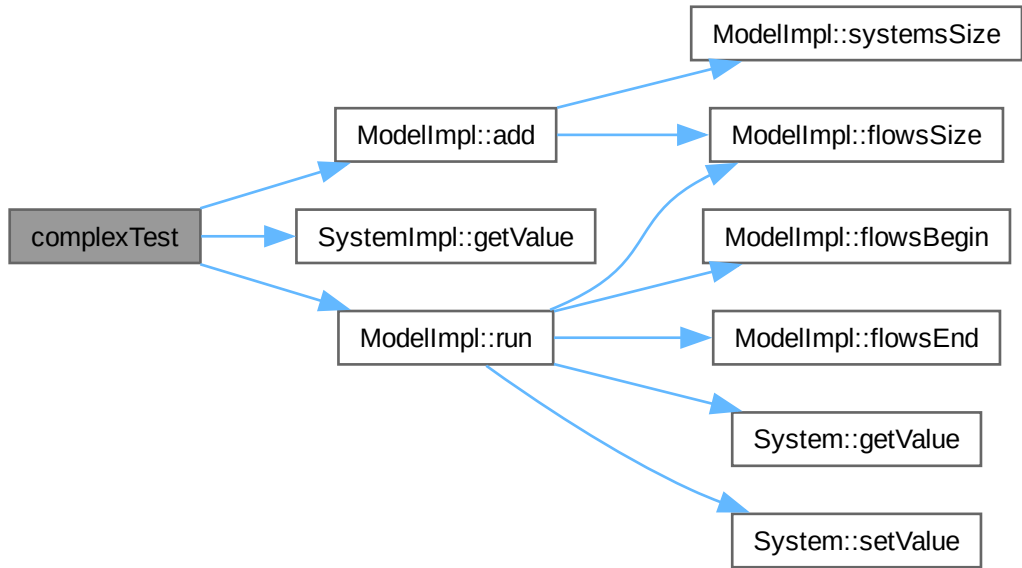 ModelImpl::systemsSize
ModelImpl::add
ModelImpl::flowsSize
complexTest
SystemImpl::getValue
ModelImpl::flowsBegin
ModelImpl::run
ModelImpl::flowsEnd
System::getValue
System::setValue